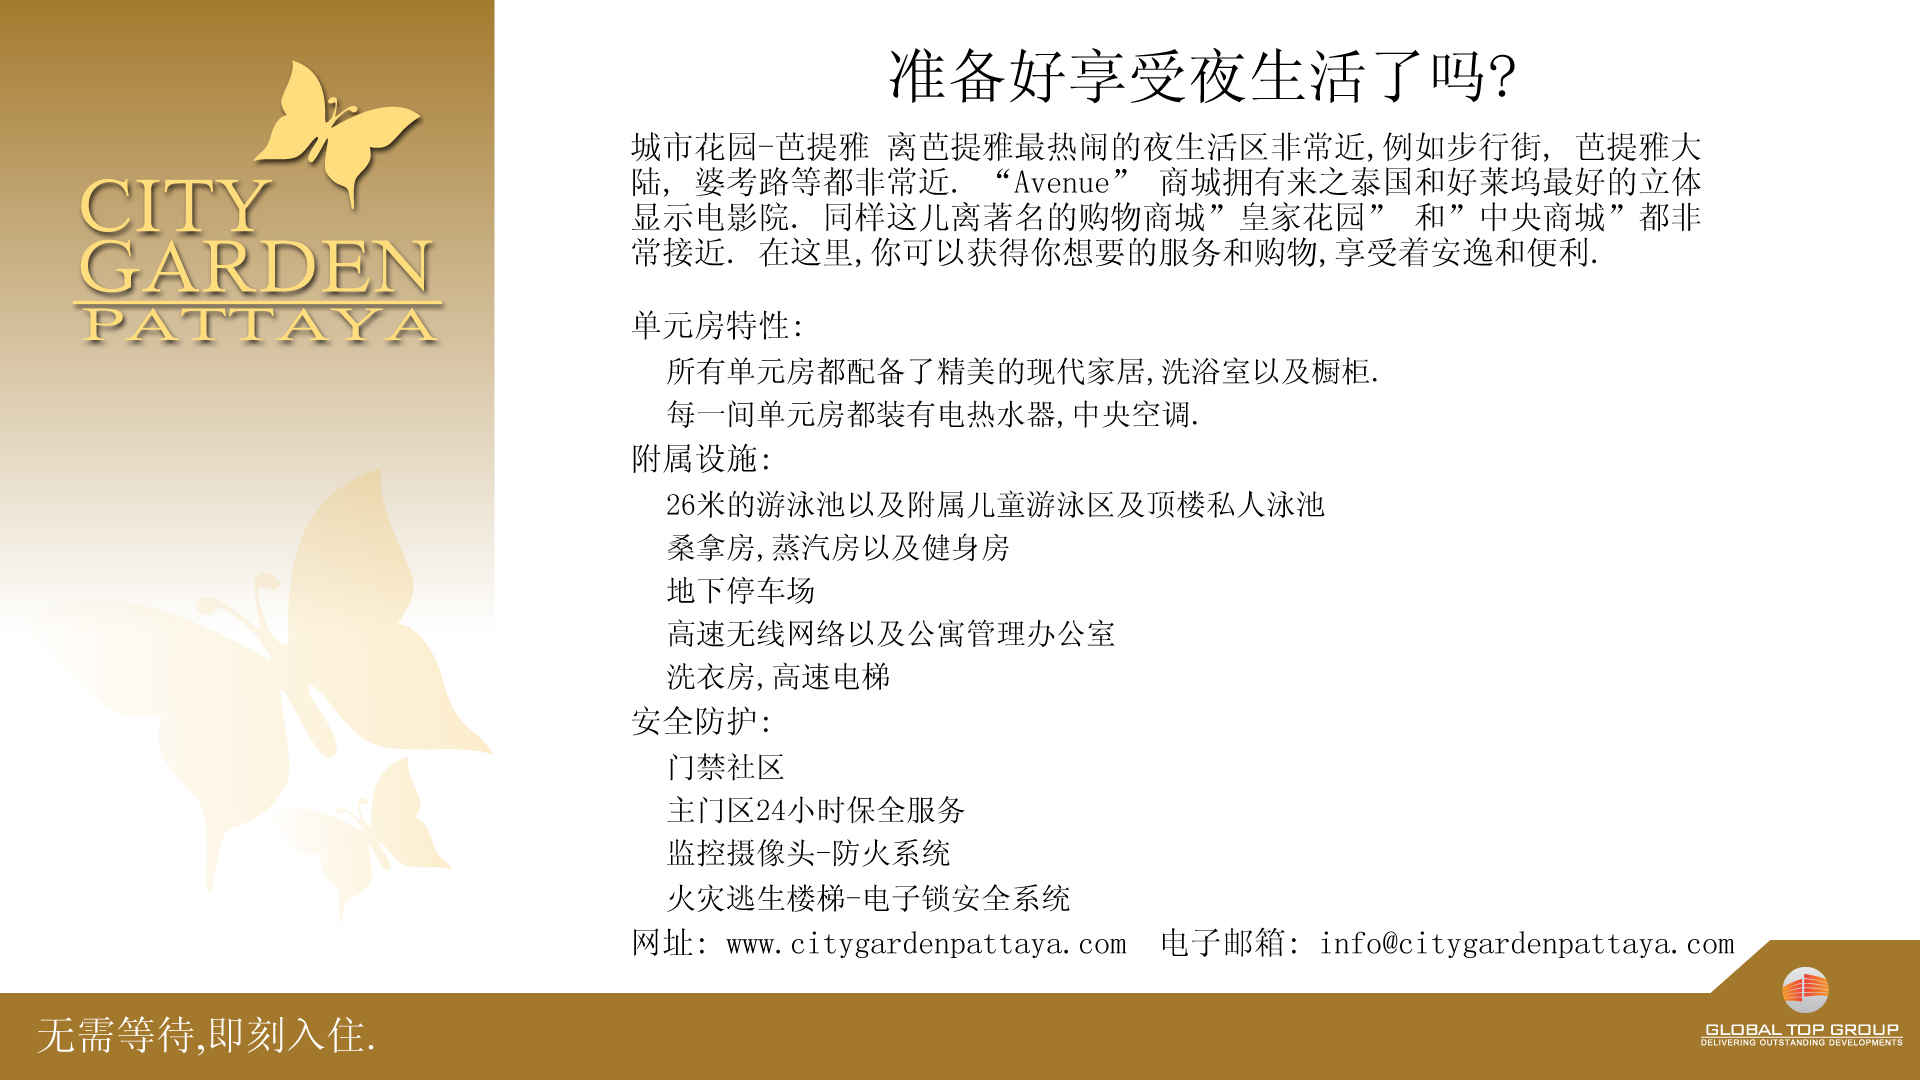 CITY
GARDEN
PATTAYA
准备好享受夜生活了吗?
城市花园-芭提雅 离芭提雅最热闹的夜生活区非常近,例如步行街, 芭提雅大
陆, 婆考路等都非常近. “Avenue” 商城拥有来之泰国和好莱坞最好的立体
显示电影院. 同样这儿离著名的购物商城”皇家花园” 和”中央商城”都非
常接近. 在这里,你可以获得你想要的服务和购物,享受着安逸和便利.
单元房特性:
所有单元房都配备了精美的现代家居,洗浴室以及橱柜.
每一间单元房都装有电热水器,中央空调.
附属设施:
26米的游泳池以及附属儿童游泳区及顶楼私人泳池
桑拿房,蒸汽房以及健身房
地下停车场
高速无线网络以及公寓管理办公室
洗衣房,高速电梯
安全防护:
门禁社区
主门区24小时保全服务
监控摄像头-防火系统
火灾逃生楼梯-电子锁安全系统
网址: www.citygardenpattaya.com 电子邮箱: info@citygardenpattaya.com
无需等待,即刻入住.
GLOBAL TOP GROUP
DELIVERING OUTSTANDING DEVELOPMENTS